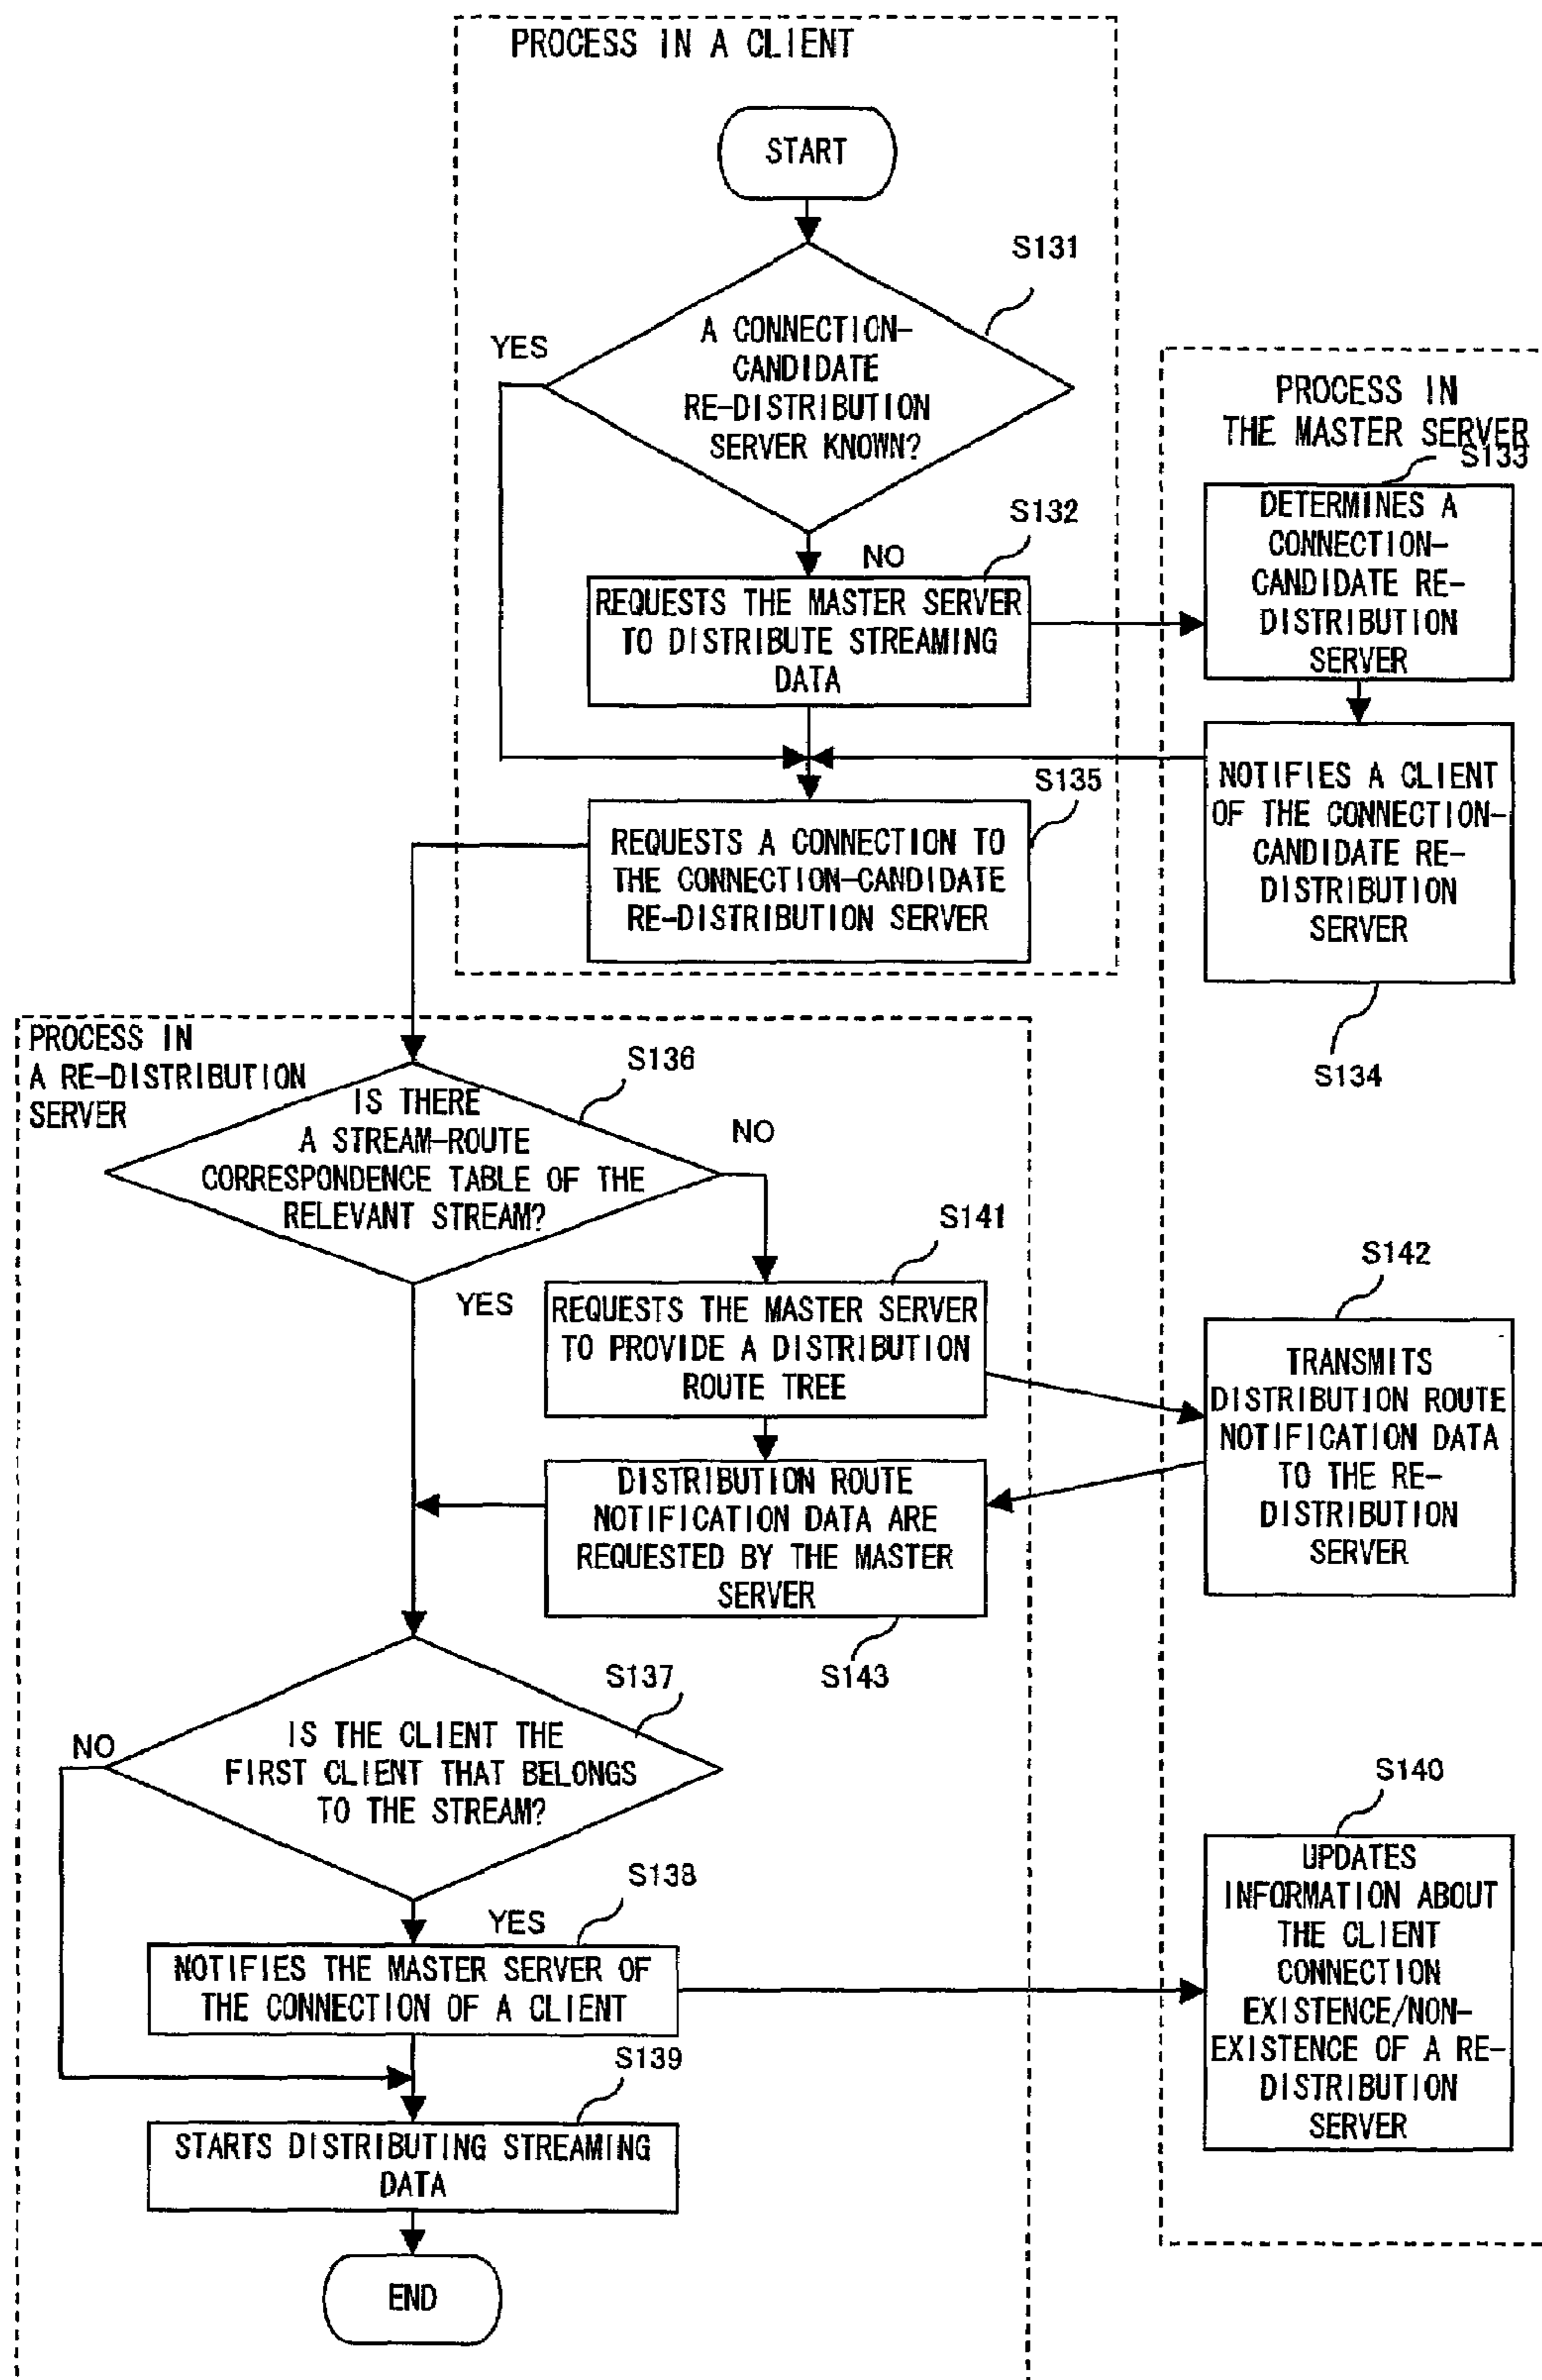 PROCESS IN A CLIENT
START
S131
A CONNECTION-
CANDIDATE
RE-DISTRIBUTION
SERVER KNOWN?
YES
NO
S132
REQUESTS THE MASTER SERVER
TO DISTRIBUTE STREAMING
DATA
PROCESS IN
THE MASTER SERVER
S133
DETERMINES A
CONNECTION-
CANDIDATE RE-
DISTRIBUTION
SERVER
NOTIFIES A CLIENT
OF THE CONNECTION-
CANDIDATE RE-
DISTRIBUTION
SERVER
S134
S135
REQUESTS A CONNECTION TO
THE CONNECTION-CANDIDATE
RE-DISTRIBUTION SERVER
PROCESS IN
A RE-DISTRIBUTION
SERVER
S136
IS THERE
A STREAM-ROUTE
CORRESPONDENCE TABLE OF THE
RELEVANT STREAM?
NO
YES
S141
REQUESTS THE MASTER SERVER
TO PROVIDE A DISTRIBUTION
ROUTE TREE
S142
TRANSMITS
DISTRIBUTION ROUTE
NOTIFICATION DATA
TO THE RE-
DISTRIBUTION
SERVER
DISTRIBUTION ROUTE
NOTIFICATION DATA ARE
REQUESTED BY THE MASTER
SERVER
S143
S137
IS THE CLIENT THE
FIRST CLIENT THAT BELONGS
TO THE STREAM?
NO
YES
S138
NOTIFIES THE MASTER SERVER OF
THE CONNECTION OF A CLIENT
S140
UPDATES
INFORMATION ABOUT
THE CLIENT
CONNECTION
EXISTENCE/NON-
EXISTENCE OF A RE-
DISTRIBUTION
SERVER
S139
STARTS DISTRIBUTING STREAMING
DATA
END